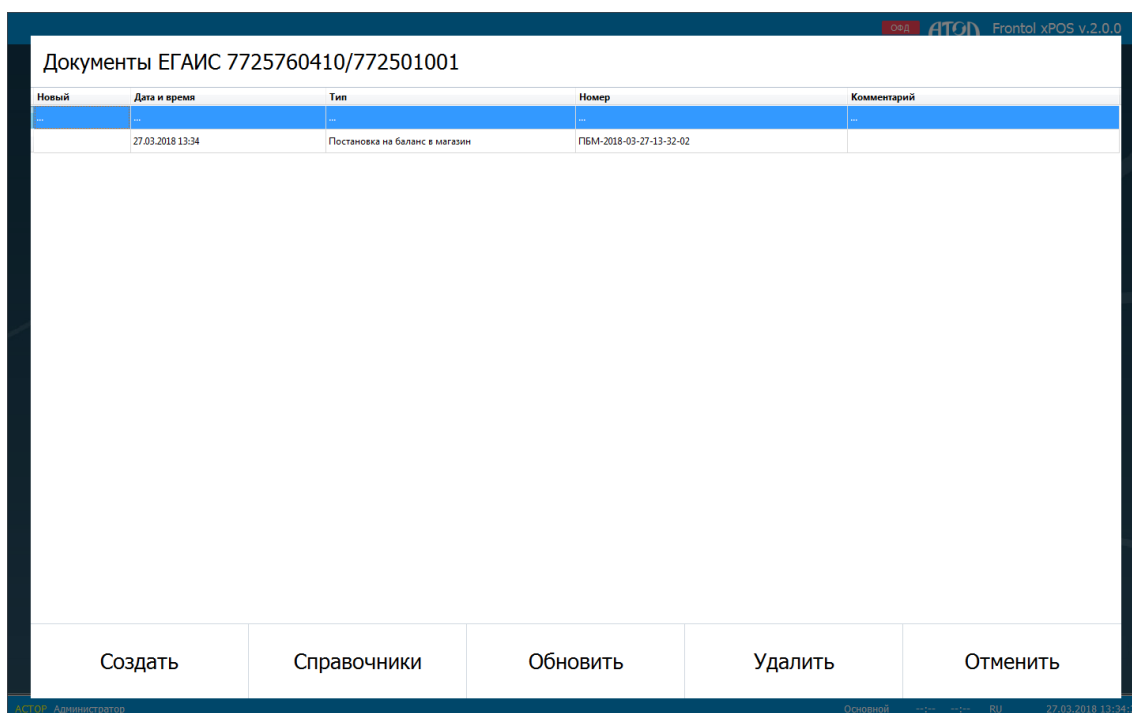 ОФД АТОЛ Frontol xPOS v.2.0.0
Документы ЕГАИС 7725760410/772501001
Новый Дата и время Тип Номер Комментарий
... ... ... ... ...
27.03.2018 13:34 Постановка на баланс в магазин ПБМ-2018-03-27-13-32-02
Создать Справочники Обновить Удалить Отменить
АСТОР Администратор Основной --:-- --:-- RU 27.03.2018 13:34: